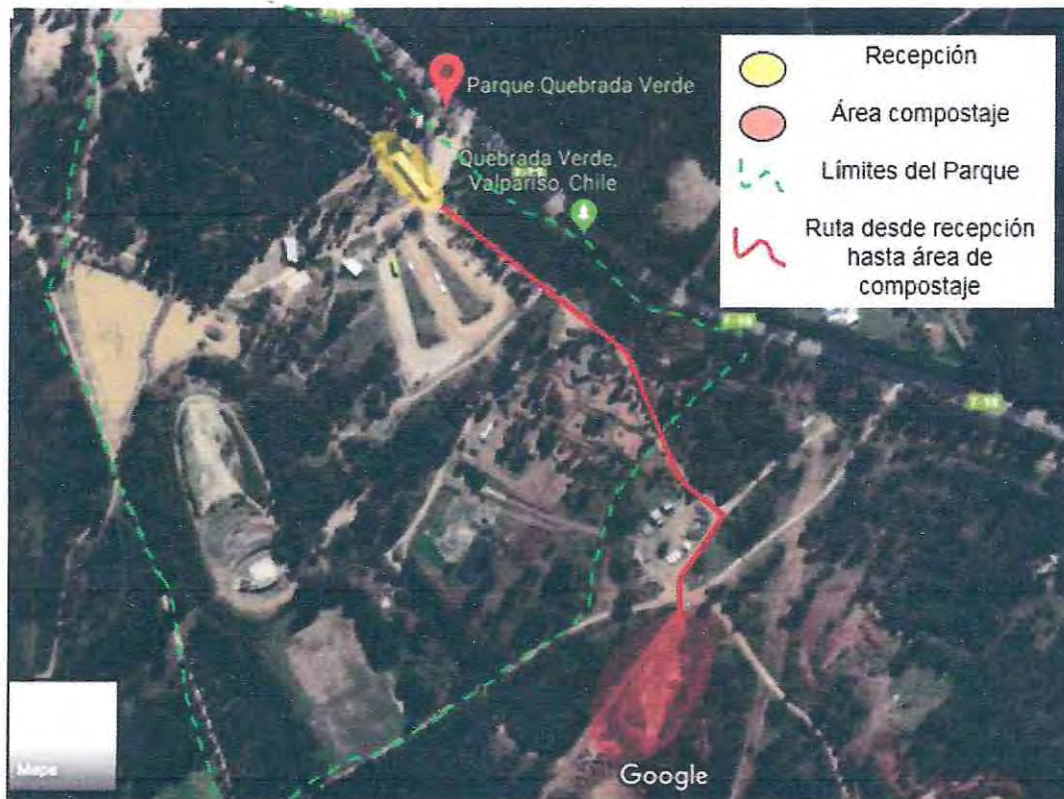 Recepción
Área compostaje
Límites del Parque
Ruta desde recepción
hasta área de
compostaje
Parque Quebrada Verde
Quebrada Verde,
Valpariso, Chile
Mapa
Google